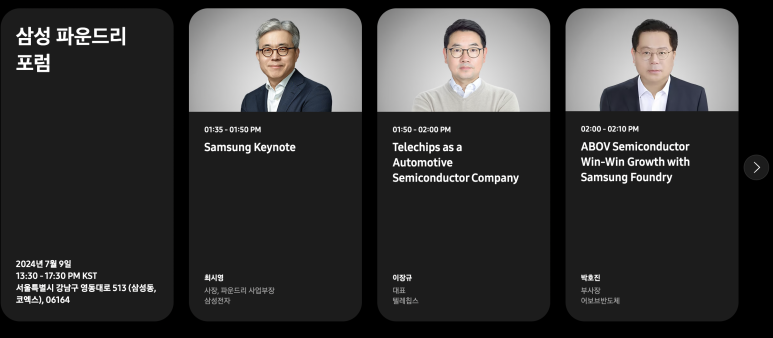 삼성 파운드리
포럼
2024년 7월 9일
13:30 - 17:30 PM KST
서울특별시 강남구 영동대로 513 (삼성동,
코엑스), 06164
01:35 - 01:50 PM
Samsung Keynote
최시영
사장, 파운드리 사업부장
삼성전자
01:50 - 02:00 PM
Telechips as a
Automotive
Semiconductor Company
이장규
대표
텔레칩스
02:00 - 02:10 PM
ABOV Semiconductor
Win-Win Growth with
Samsung Foundry
박호진
부사장
어보브반도체